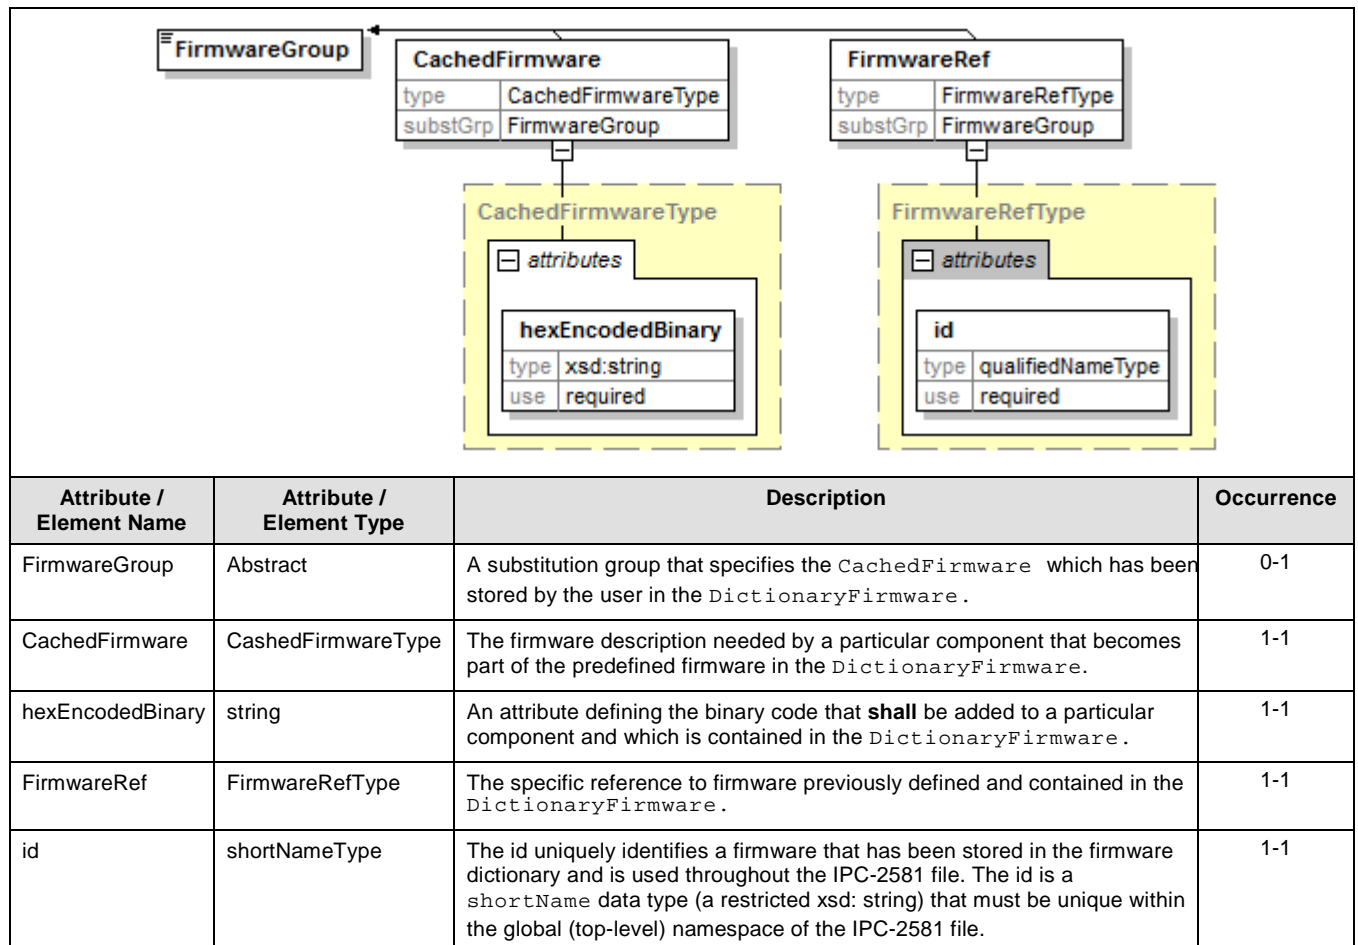 FirmwareGroup
CachedFirmware
type CachedFirmwareType
substGrp FirmwareGroup
FirmwareRef
type FirmwareRefType
substGrp FirmwareGroup
CachedFirmwareType
attributes
hexEncodedBinary
type xsd:string
use required
FirmwareRefType
attributes
id
type qualifiedNameType
use required
Attribute /
Element Name
Attribute /
Element Type
Description
Occurrence
FirmwareGroup
Abstract
A substitution group that specifies the CachedFirmware which has been
stored by the user in the DictionaryFirmware.
0-1
CachedFirmware
CashedFirmwareType
The firmware description needed by a particular component that becomes
part of the predefined firmware in the DictionaryFirmware.
1-1
hexEncodedBinary
string
An attribute defining the binary code that shall be added to a particular
component and which is contained in the DictionaryFirmware.
1-1
FirmwareRef
FirmwareRefType
The specific reference to firmware previously defined and contained in the
DictionaryFirmware.
1-1
id
shortNameType
The id uniquely identifies a firmware that has been stored in the firmware
dictionary and is used throughout the IPC-2581 file. The id is a
shortName data type (a restricted xsd: string) that must be unique within
the global (top-level) namespace of the IPC-2581 file.
1-1